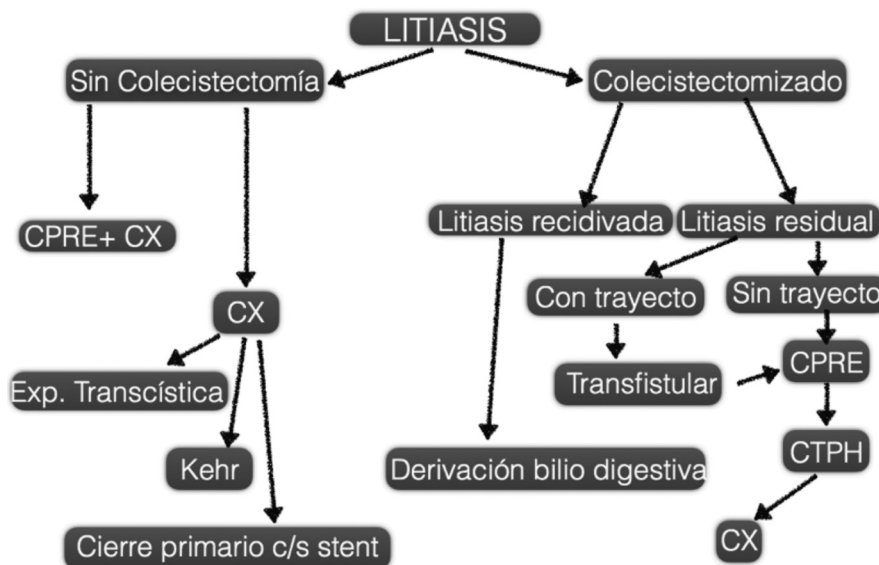 LITIASIS
Sin Colecistectomía
Colecistectomizado
CPRE+ CX
Litiasis recidivada
Litiasis residual
CX
Con trayecto
Sin trayecto
Exp. Transcística
Transfistular
CPRE
Kehr
Derivación bilio digestiva
CTPH
Cierre primario c/s stent
CX